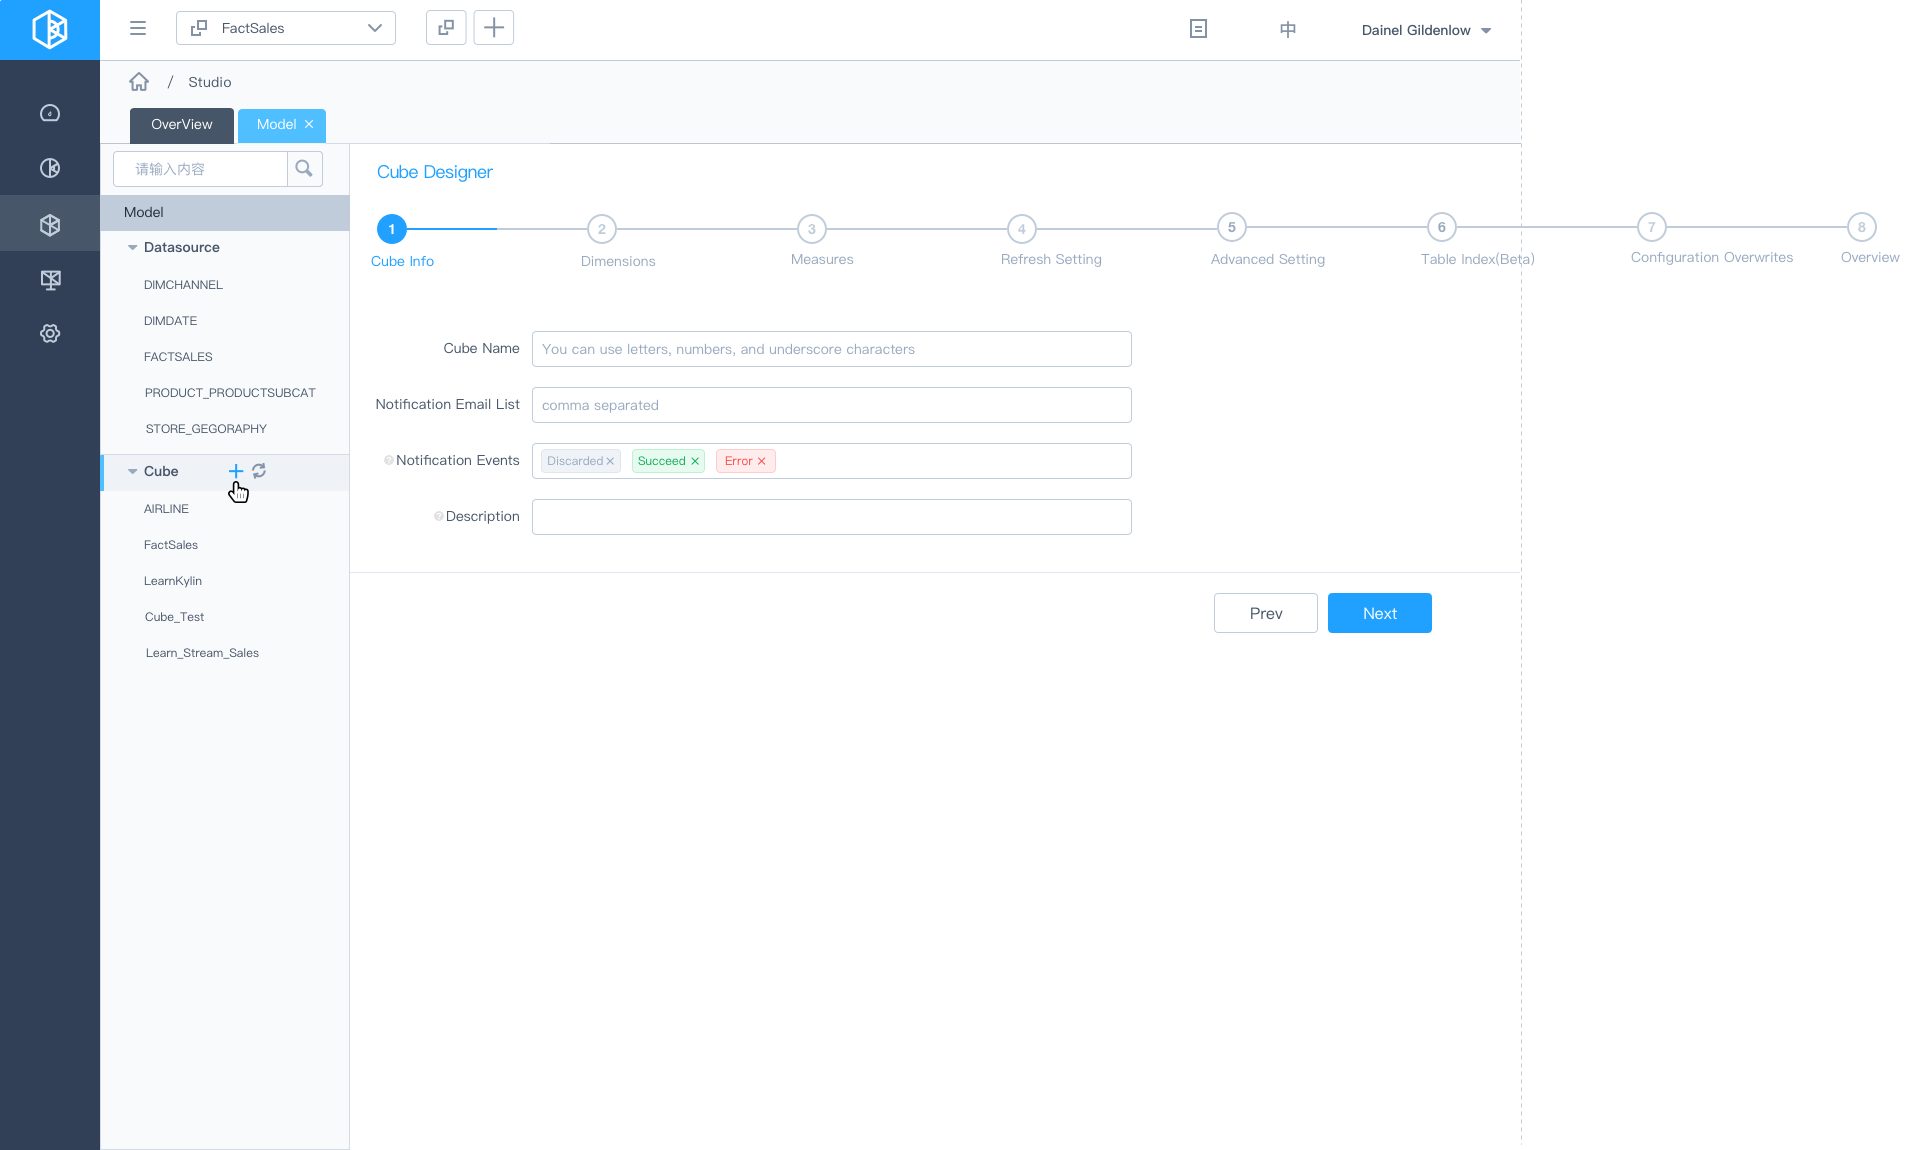 FactSales
中
Dainel Gildenlow
/ Studio
OverView
Model
请输入内容
Model
Datasource
DIMCHANNEL
DIMDATE
FACTSALES
PRODUCT_PRODUCTSUBCAT
STORE_GEGORAPHY
Cube
AIRLINE
FactSales
LearnKylin
Cube_Test
Learn_Stream_Sales
Cube Designer
1 2 3 4 5 6 7 8
Cube Info
Dimensions
Measures
Refresh Setting
Advanced Setting
Table Index(Beta)
Configuration Overwrites
Overview
Cube Name
You can use letters, numbers, and underscore characters
Notification Email List
comma separated
Notification Events
Discarded
Succeed
Error
Description
Prev
Next